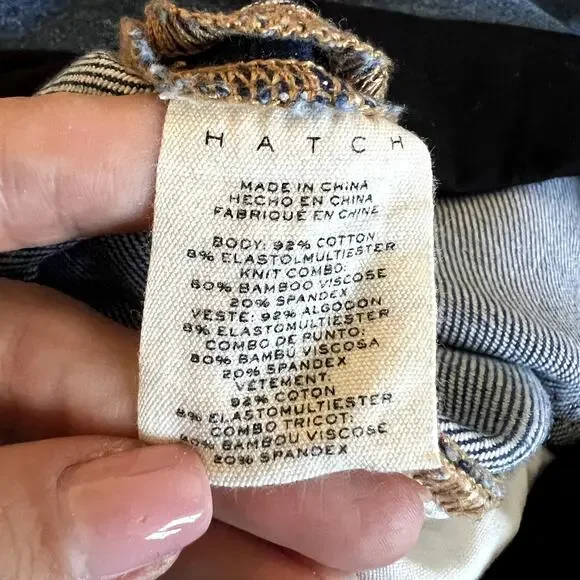 HATCH
MADE IN CHINA
HECHO EN CHINA
FABRIQUÉ EN CHINE
BODY: 92% COTTON
8% ELASTOLMULTIESTER
KNIT COMBO:
80% BAMBOO VISCOSE
20% SPANDEX
VESTE: 92% ALGODON
8% ELASTOMULTIESTER
COMBO DE PUNTO:
80% BAMBÚ VISCOSA
20% SPANDEX
VÊTEMENT:
92% COTON
8% ELASTOMULTIESTER
COMBO TRICOT:
80% BAMBOU VISCOSE
20% SPANDEX